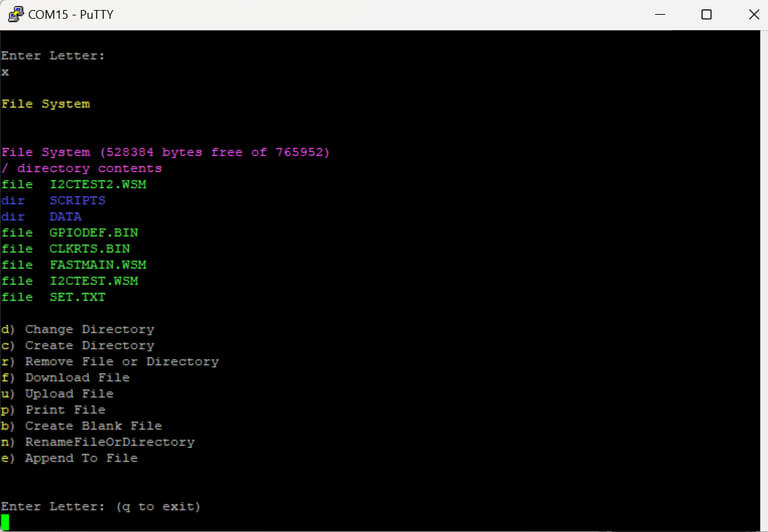 COM15 - PuTTY
Enter Letter:
x
File System
File System (528384 bytes free of 765952)
/ directory contents
file I2CTEST2.WSM
dir SCRIPTS
dir DATA
file GPIODEF.BIN
file CLKRTS.BIN
file FASTMAIN.WSM
file I2CTEST.WSM
file SET.TXT
d) Change Directory
c) Create Directory
r) Remove File or Directory
f) Download File
u) Upload File
p) Print File
b) Create Blank File
n) RenameFileOrDirectory
e) Append To File
Enter Letter: (q to exit)